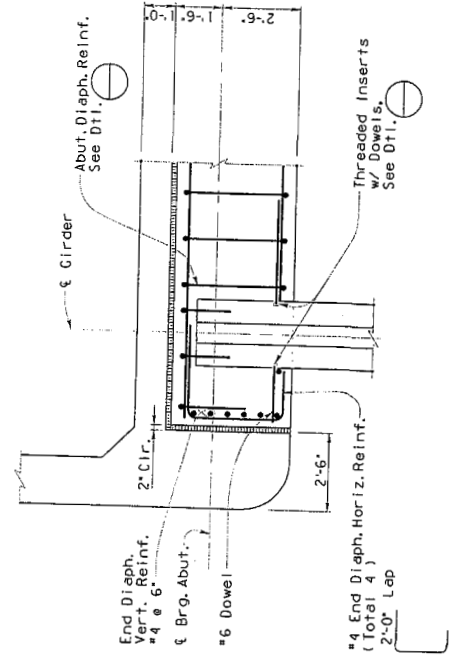 1'-0"
1'-6"
2'-6"
Abut. Diaph. Reinf.
See Dtl.
℄ Girder
Threaded Inserts
w/ Dowels.
See Dtl.
2" Clr.
End Diaph.
Vert. Reinf.
#4 @ 6"
℄ Brg. Abut.
#6 Dowel
2'-6"
#4 End Diaph. Horiz. Reinf.
( Total 4 )
2'-0" Lap